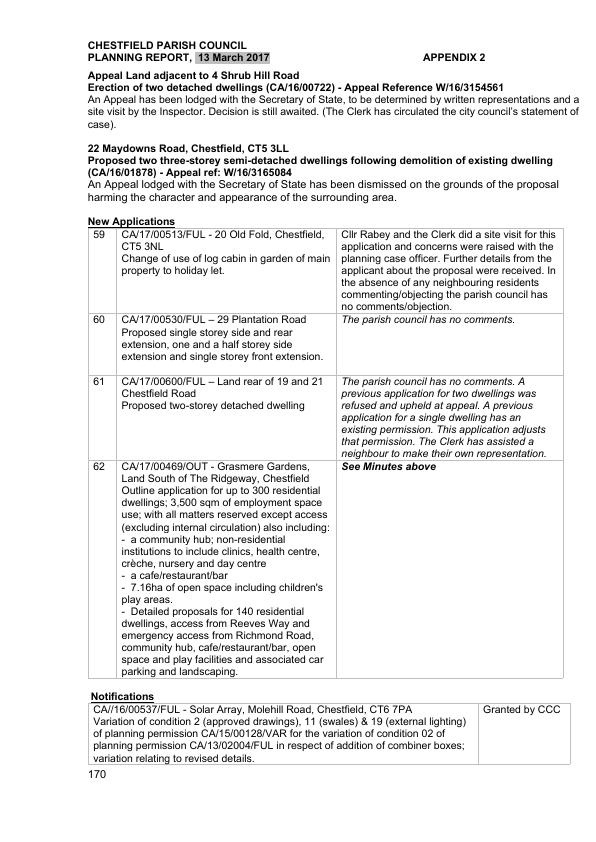 CHESTFIELD PARISH COUNCIL
PLANNING REPORT, 13 March 2017 APPENDIX 2
Appeal Land adjacent to 4 Shrub Hill Road
Erection of two detached dwellings (CA/16/00722) - Appeal Reference W/16/3154561
An Appeal has been lodged with the Secretary of State, to be determined by written representations and a
site visit by the Inspector. Decision is still awaited. (The Clerk has circulated the city council's statement of
case).
22 Maydowns Road, Chestfield, CT5 3LL
Proposed two three-storey semi-detached dwellings following demolition of existing dwelling
(CA/16/01878) - Appeal ref: W/16/3165084
An Appeal lodged with the Secretary of State has been dismissed on the grounds of the proposal
harming the character and appearance of the surrounding area.
New Applications
59
CA/17/00513/FUL - 20 Old Fold, Chestfield,
CT5 3NL
Change of use of log cabin in garden of main
property to holiday let.
Cllr Rabey and the Clerk did a site visit for this
application and concerns were raised with the
planning case officer. Further details from the
applicant about the proposal were received. In
the absence of any neighbouring residents
commenting/objecting the parish council has
no comments/objection.
60
CA/17/00530/FUL – 29 Plantation Road
Proposed single storey side and rear
extension, one and a half storey side
extension and single storey front extension.
The parish council has no comments.
61
CA/17/00600/FUL – Land rear of 19 and 21
Chestfield Road
Proposed two-storey detached dwelling
The parish council has no comments. A
previous application for two dwellings was
refused and upheld at appeal. A previous
application for a single dwelling has an
existing permission. This application adjusts
that permission. The Clerk has assisted a
neighbour to make their own representation.
62
CA/17/00469/OUT - Grasmere Gardens,
Land South of The Ridgeway, Chestfield
Outline application for up to 300 residential
dwellings; 3,500 sqm of employment space
use; with all matters reserved except access
(excluding internal circulation) also including:
- a community hub; non-residential
institutions to include clinics, health centre,
crèche, nursery and day centre
- a cafe/restaurant/bar
- 7.16ha of open space including children's
play areas.
- Detailed proposals for 140 residential
dwellings, access from Reeves Way and
emergency access from Richmond Road,
community hub, cafe/restaurant/bar, open
space and play facilities and associated car
parking and landscaping.
See Minutes above
Notifications
CA//16/00537/FUL - Solar Array, Molehill Road, Chestfield, CT6 7PA
Variation of condition 2 (approved drawings), 11 (swales) & 19 (external lighting)
of planning permission CA/15/00128/VAR for the variation of condition 02 of
planning permission CA/13/02004/FUL in respect of addition of combiner boxes;
variation relating to revised details.
Granted by CCC
170